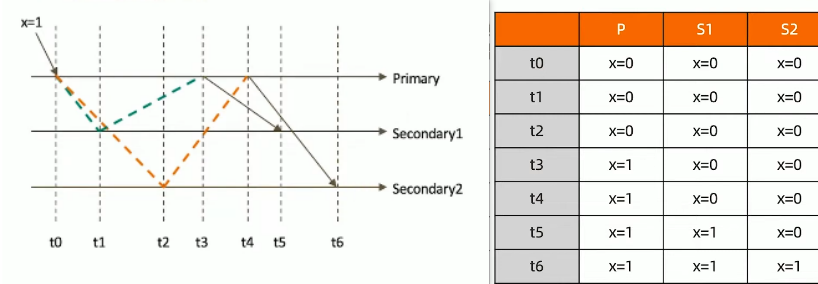 x=1
Primary
Secondary1
Secondary2
t0 t1 t2 t3 t4 t5 t6
P S1 S2
t0 x=0 x=0 x=0
t1 x=0 x=0 x=0
t2 x=0 x=0 x=0
t3 x=1 x=0 x=0
t4 x=1 x=0 x=0
t5 x=1 x=1 x=0
t6 x=1 x=1 x=1